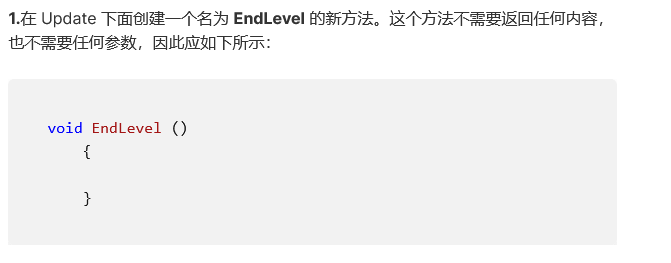 1.在 Update 下面创建一个名为 EndLevel 的新方法。这个方法不需要返回任何内容，
也不需要任何参数，因此应如下所示：
void EndLevel ()
{
}